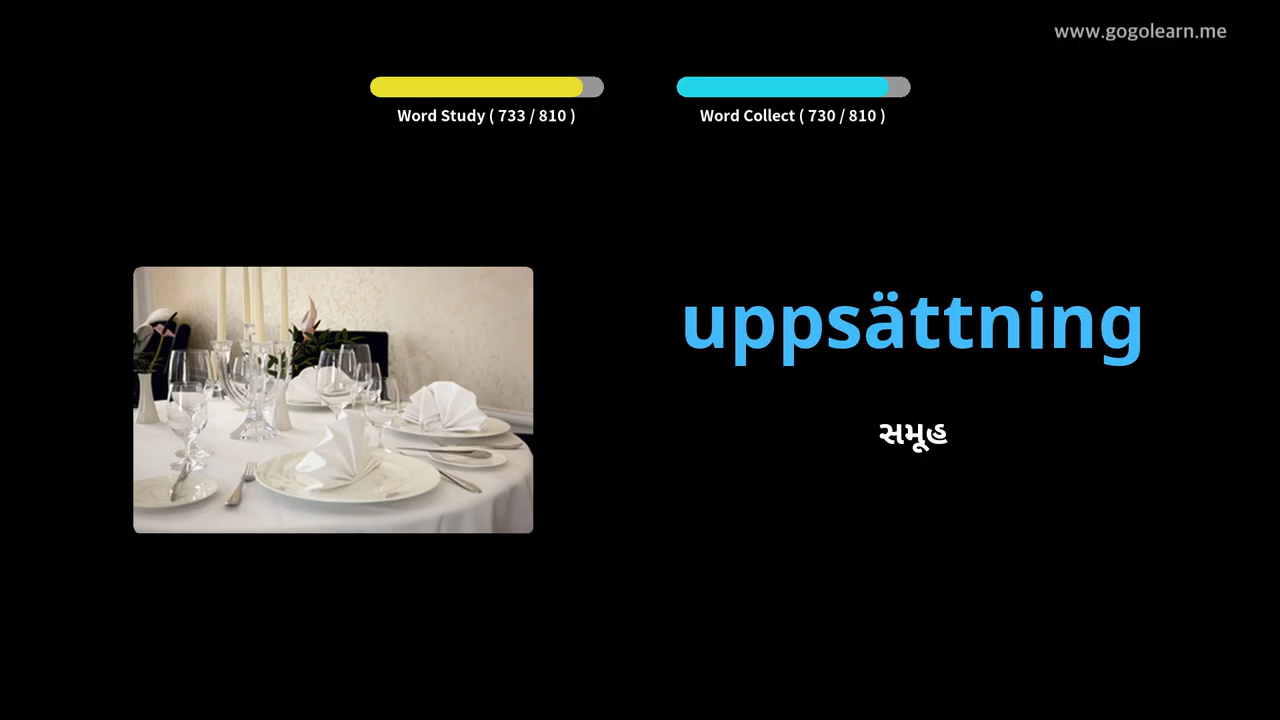 www.gogolearn.me
Word Study ( 733 / 810 )
Word Collect ( 730 / 810 )
uppsättning
સમૂહ